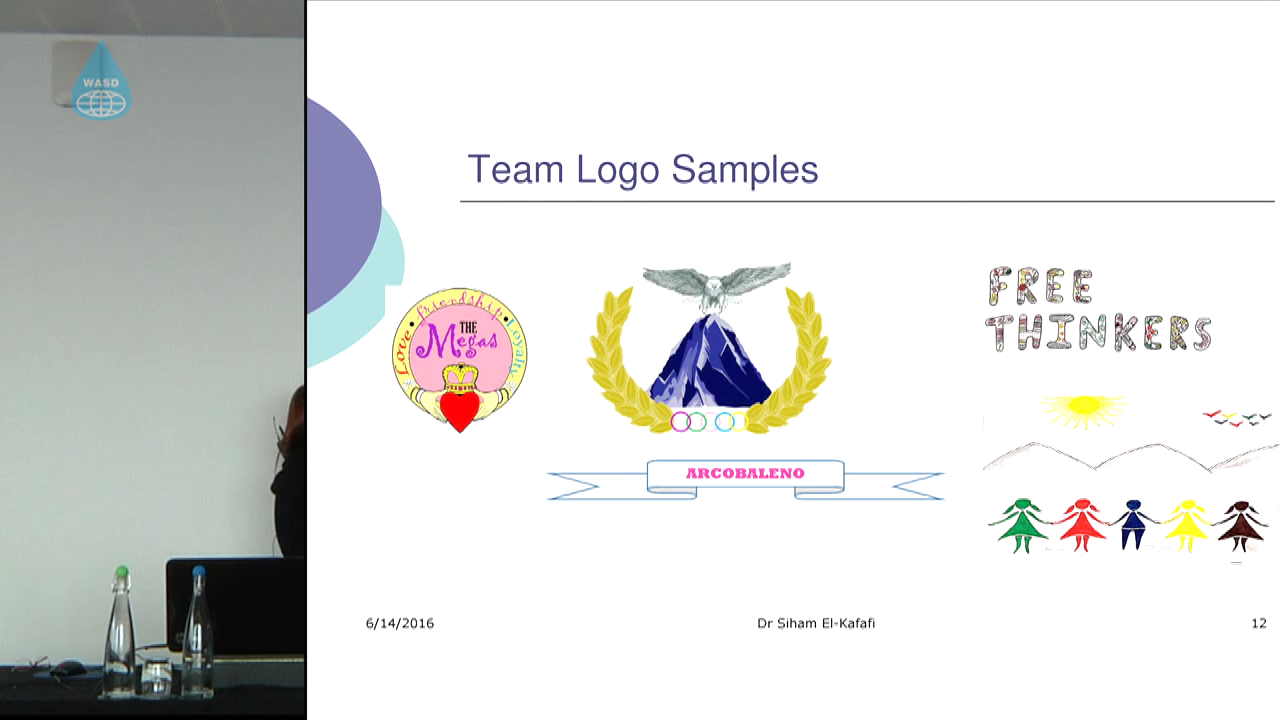 WASD
Team Logo Samples
Love • friendship • Loyalty
THE
Megas
ARCOBALENO
FREE
THINKERS
6/14/2016
Dr Siham El-Kafafi
12